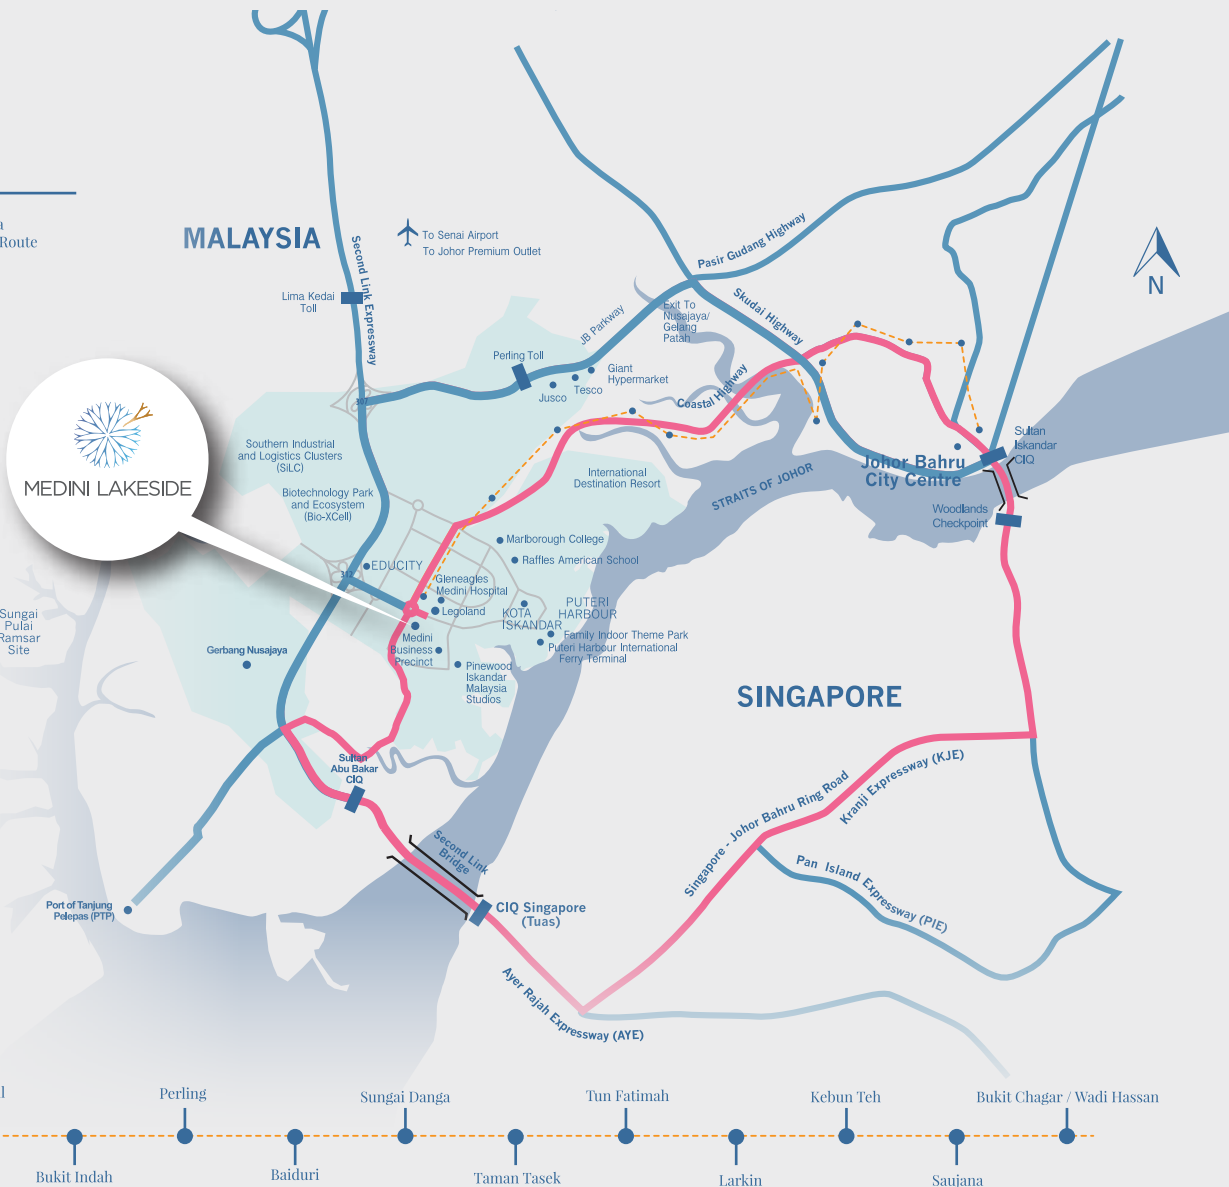 a
Route
MALAYSIA
To Senai Airport
To Johor Premium Outlet
Second Link Expressway
Lima Kedai
Toll
Pasir Gudang Highway
Skudai Highway
N
Exit To
Nusajaya/
Gelang
Patah
JB Parkway
Perling Toll
Giant
Hypermarket
Tesco
Jusco
Coastal Highway
307
MEDINI LAKESIDE
Southern Industrial
and Logistics Clusters
(SiLC)
Biotechnology Park
and Ecosystem
(Bio-XCell)
International
Destination Resort
STRAITS OF JOHOR
Johor Bahru
City Centre
Sultan
Iskandar
CIQ
Woodlands
Checkpoint
Marlborough College
Raffles American School
EDUCITY
312
Gleneagles
Medini Hospital
Legoland
KOTA
ISKANDAR
PUTERI
HARBOUR
Medini
Business
Precinct
Family Indoor Theme Park
Puteri Harbour International
Ferry Terminal
Pinewood
Iskandar
Malaysia
Studios
Sungai
Pulai
Ramsar
Site
Gerbang Nusajaya
SINGAPORE
Sultan
Abu Bakar
CIQ
Second Link
Bridge
Singapore - Johor Bahru Ring Road
Kranji Expressway (KJE)
Pan Island Expressway (PIE)
Port of Tanjung
Pelepas (PTP)
CIQ Singapore
(Tuas)
Ayer Rajah Expressway (AYE)
Perling
Sungai Danga
Tun Fatimah
Kebun Teh
Bukit Chagar / Wadi Hassan
Bukit Indah
Baiduri
Taman Tasek
Larkin
Saujana